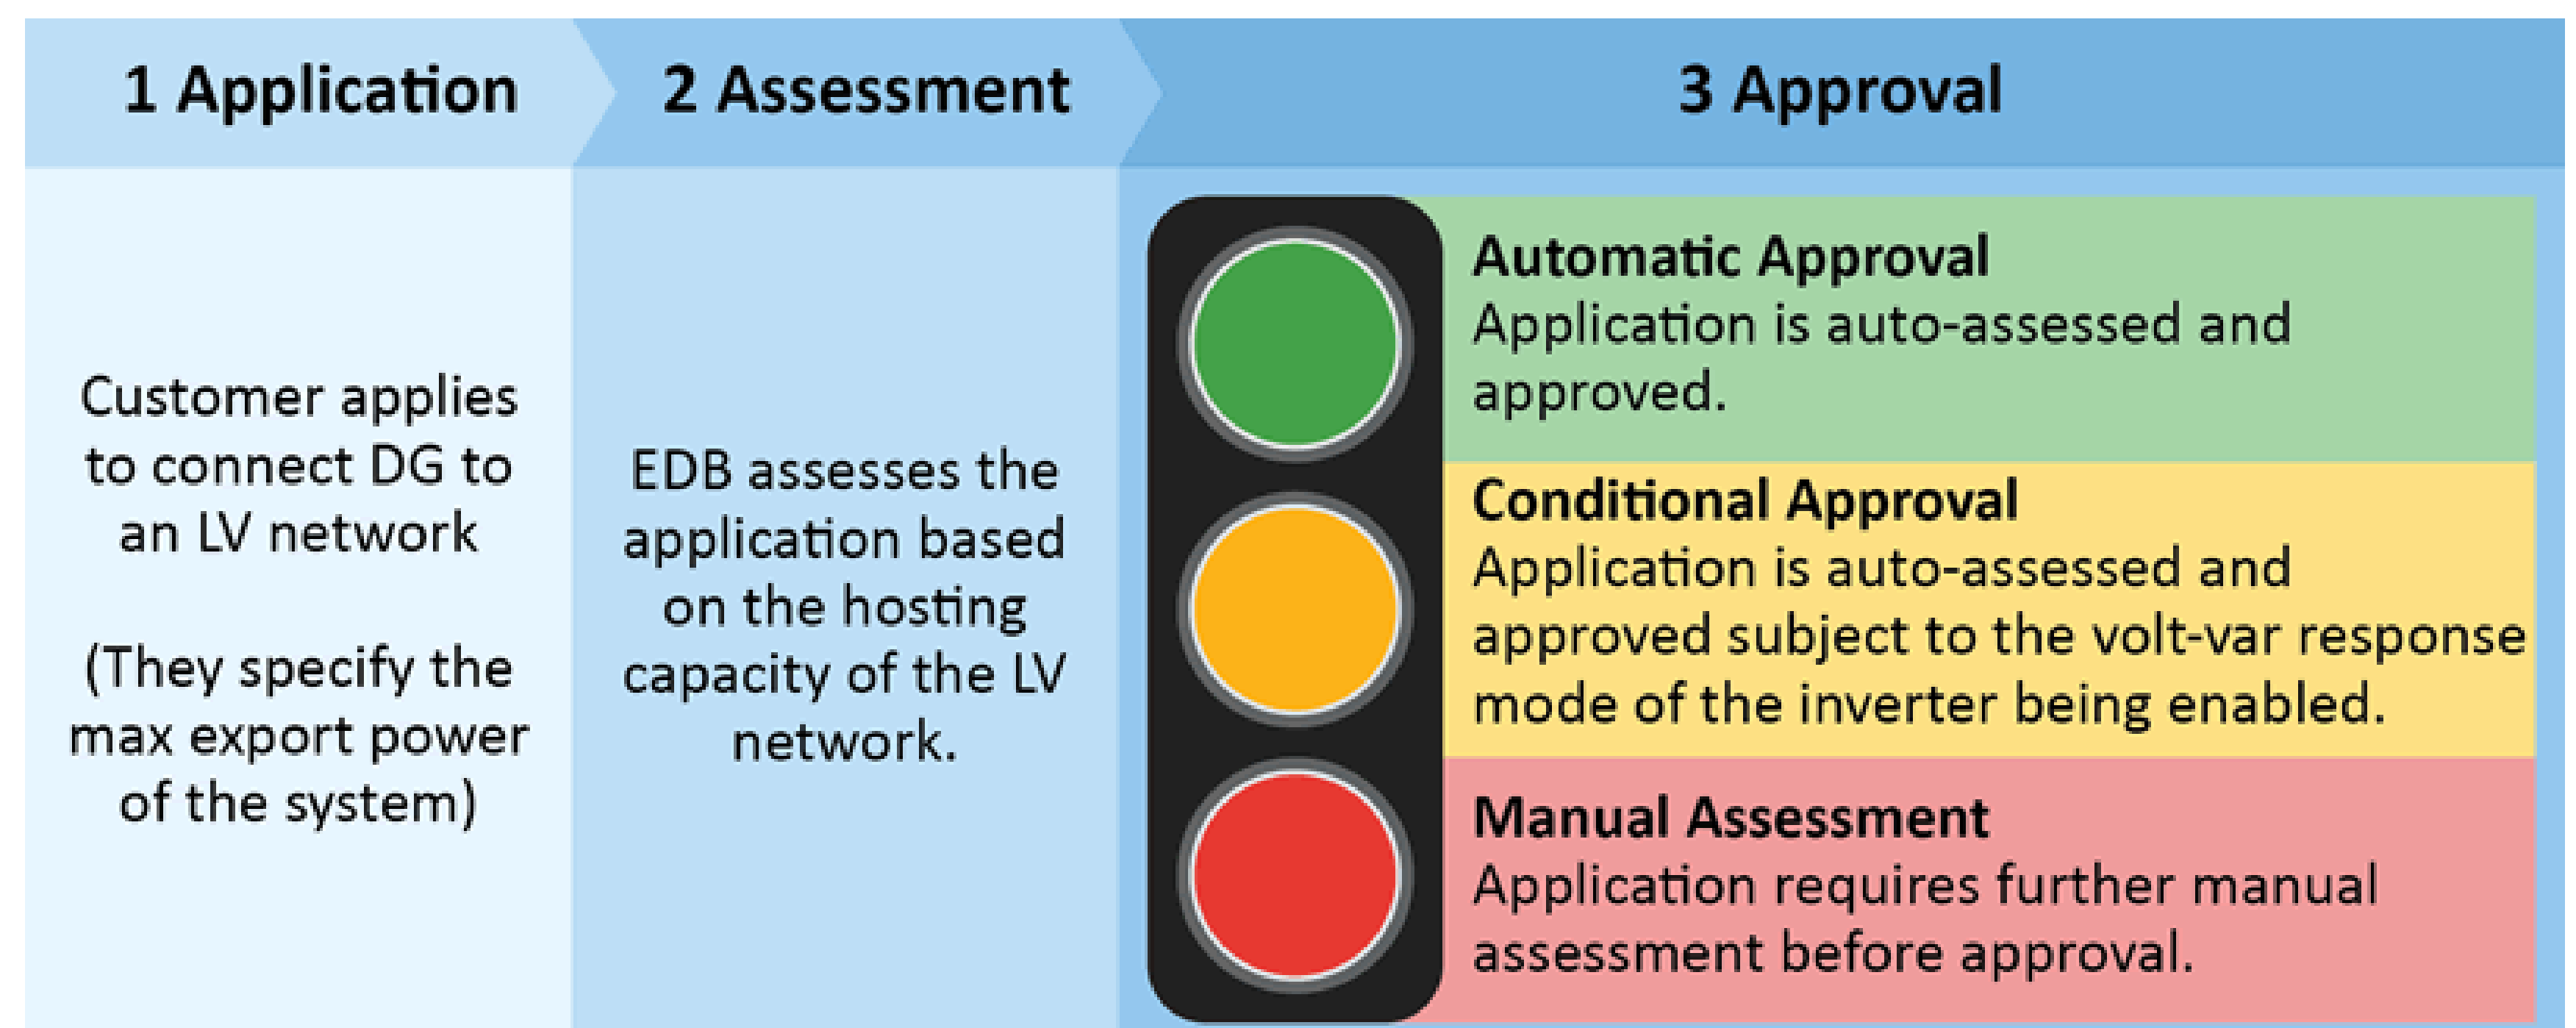 1 Application
2 Assessment
3 Approval
Customer applies
to connect DG to
an LV network
(They specify the
max export power
of the system)
EDB assesses the
application based
on the hosting
capacity of the LV
network.
Automatic Approval
Application is auto-assessed and
approved.
Conditional Approval
Application is auto-assessed and
approved subject to the volt-var response
mode of the inverter being enabled.
Manual Assessment
Application requires further manual
assessment before approval.